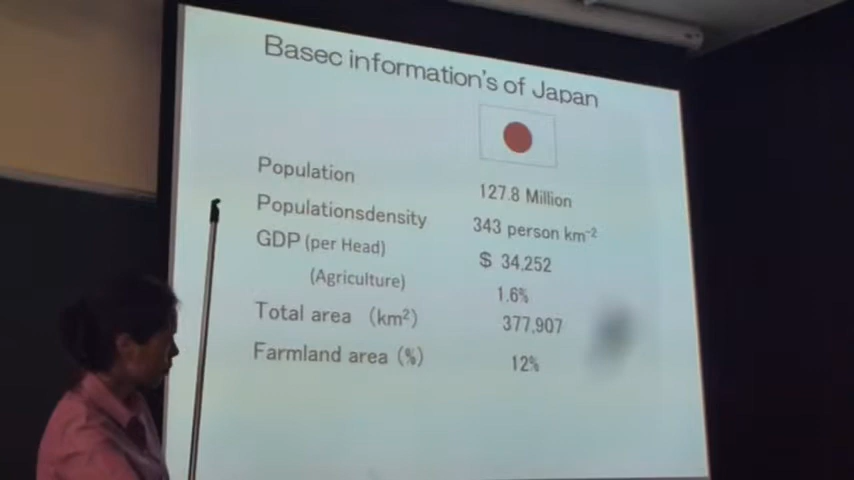 Basec information's of Japan
Population 127.8 Million
Populationsdensity 343 person km⁻²
GDP (per Head) $ 34,252
(Agriculture) 1.6%
Total area (km²) 377,907
Farmland area (%) 12%